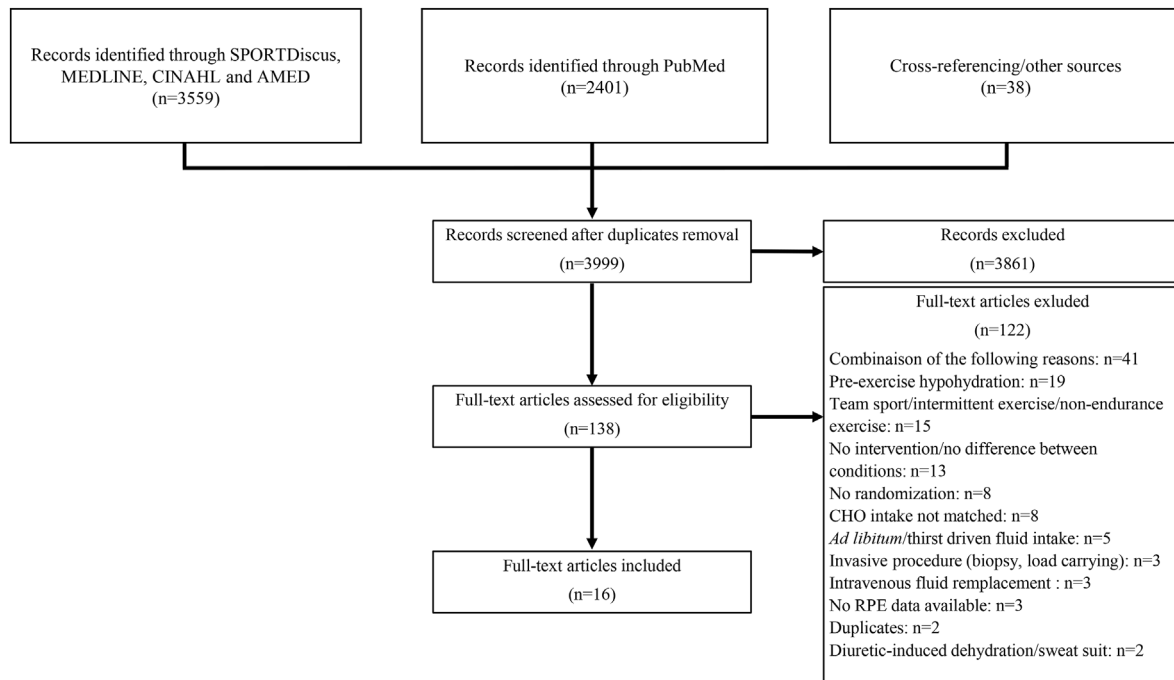 Records identified through SPORTDiscus,
MEDLINE, CINAHL and AMED
(n=3559)
Records identified through PubMed
(n=2401)
Cross-referencing/other sources
(n=38)
Records screened after duplicates removal
(n=3999)
Records excluded
(n=3861)
Full-text articles assessed for eligibility
(n=138)
Full-text articles exluded
(n=122)
Combinaison of the following reasons: n=41
Pre-exercise hypohydration: n=19
Team sport/intermittent exercise/non-endurance
exercise: n=15
No intervention/no difference between
conditions: n=13
No randomization: n=8
CHO intake not matched: n=8
Ad libitum/thirst driven fluid intake: n=5
Invasive procedure (biopsy, load carrying): n=3
Intravenous fluid remplacement : n=3
No RPE data available: n=3
Duplicates: n=2
Diuretic-induced dehydration/sweat suit: n=2
Full-text articles included
(n=16)